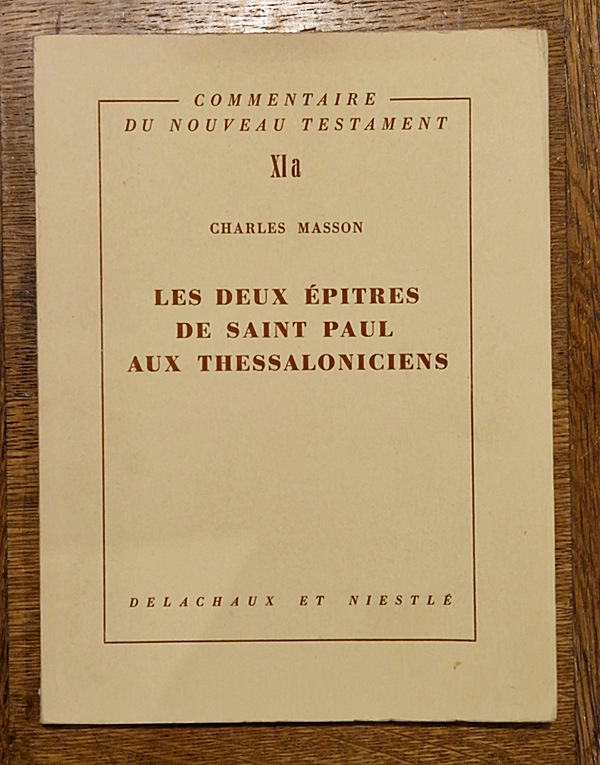 COMMENTAIRE
DU NOUVEAU TESTAMENT
XIa
CHARLES MASSON
LES DEUX ÉPITRES
DE SAINT PAUL
AUX THESSALONICIENS
DELACHAUX ET NIESTLÉ